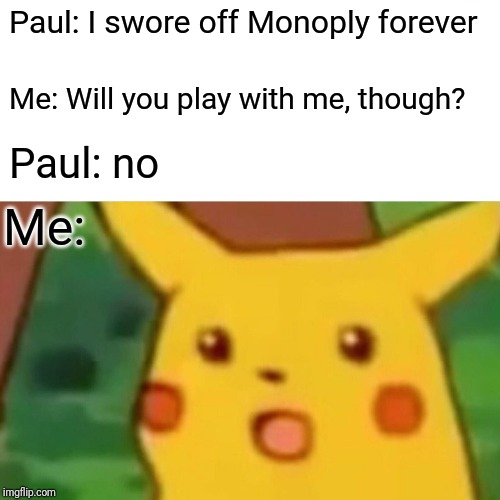 Paul: I swore off Monoply forever
Me: Will you play with me, though?
Paul: no
Me:
imgflip.com